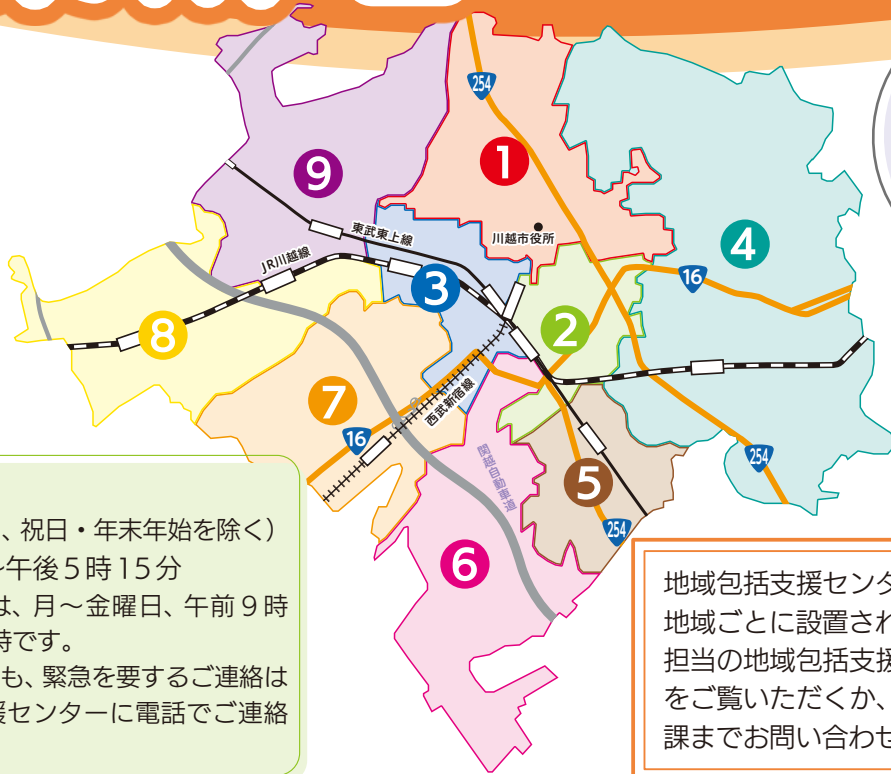 254
9
1
東武東上線
川越市役所
4
JR川越線
3
16
8
2
7
西武新宿線
16
関越自動車道
254
5
254
6
、祝日・年末年始を除く）
～午後5時15分
は、月～金曜日、午前9時
時です。
も、緊急を要するご連絡は
援センターに電話でご連絡
地域包括支援センタ
地域ごとに設置され
担当の地域包括支援
をご覧いただくか、
課までお問い合わせ